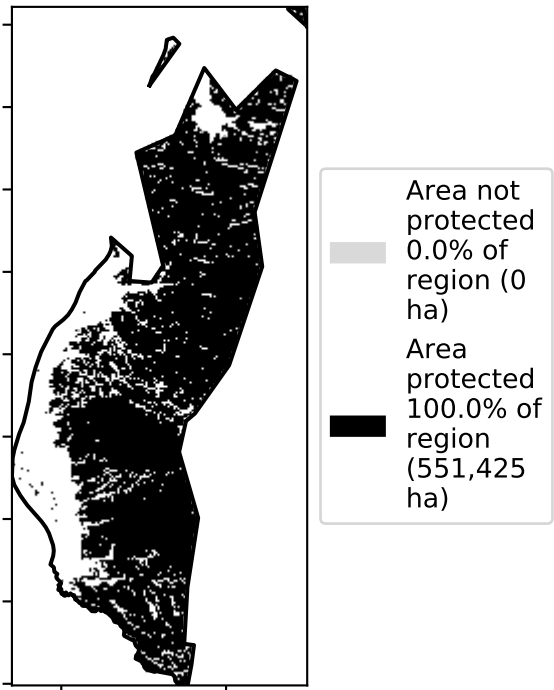 Area not
protected
0.0% of
region (0
ha)
Area
protected
100.0% of
region
(551,425
ha)